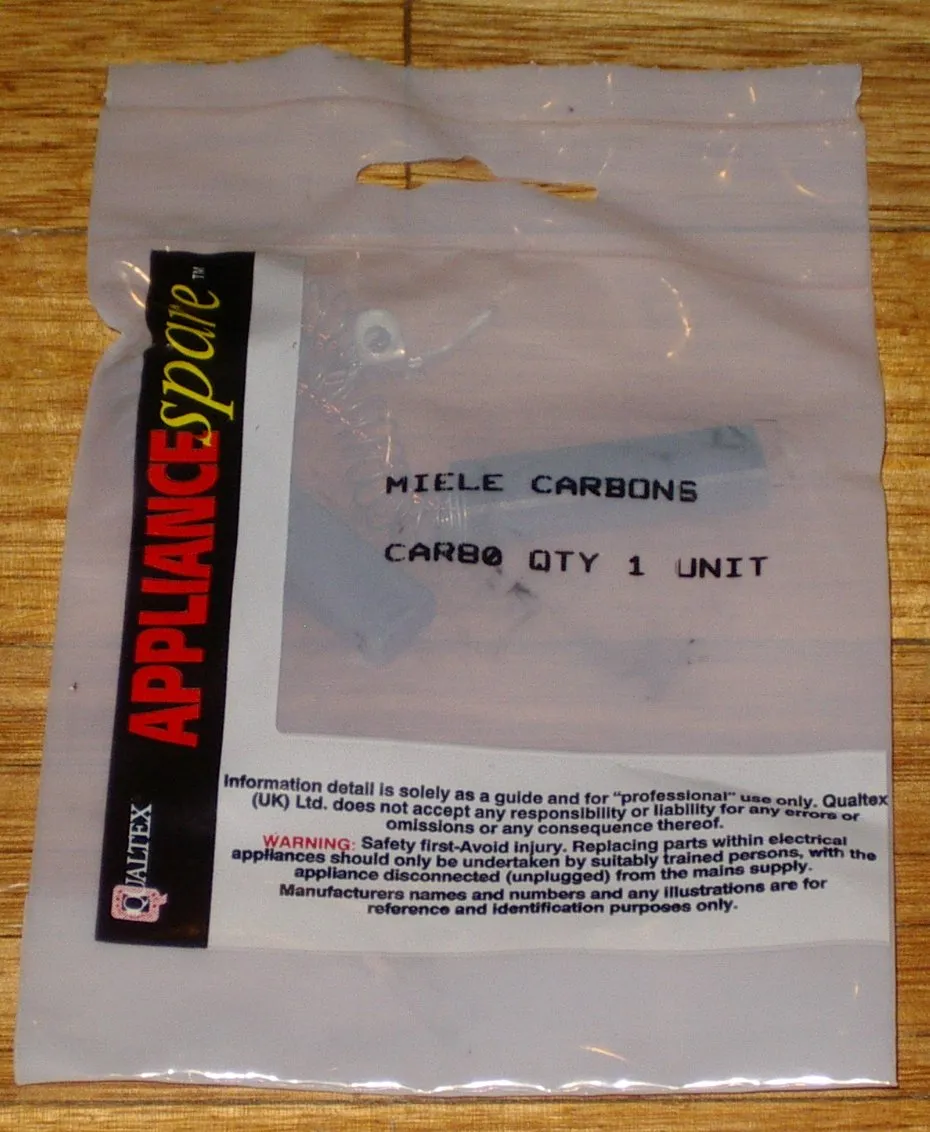 APPLIANCEspare™
QUALTEX
MIELE CARBONS
CAR80 QTY 1 UNIT
Information detail is solely as a guide and for "professional" use only. Qualtex
(UK) Ltd. does not accept any responsibility or liability for any errors or
omissions or any consequence thereof.
WARNING: Safety first-Avoid injury. Replacing parts within electrical
appliances should only be undertaken by suitably trained persons, with the
appliance disconnected (unplugged) from the mains supply.
Manufacturers names and numbers and any illustrations are for
reference and identification purposes only.